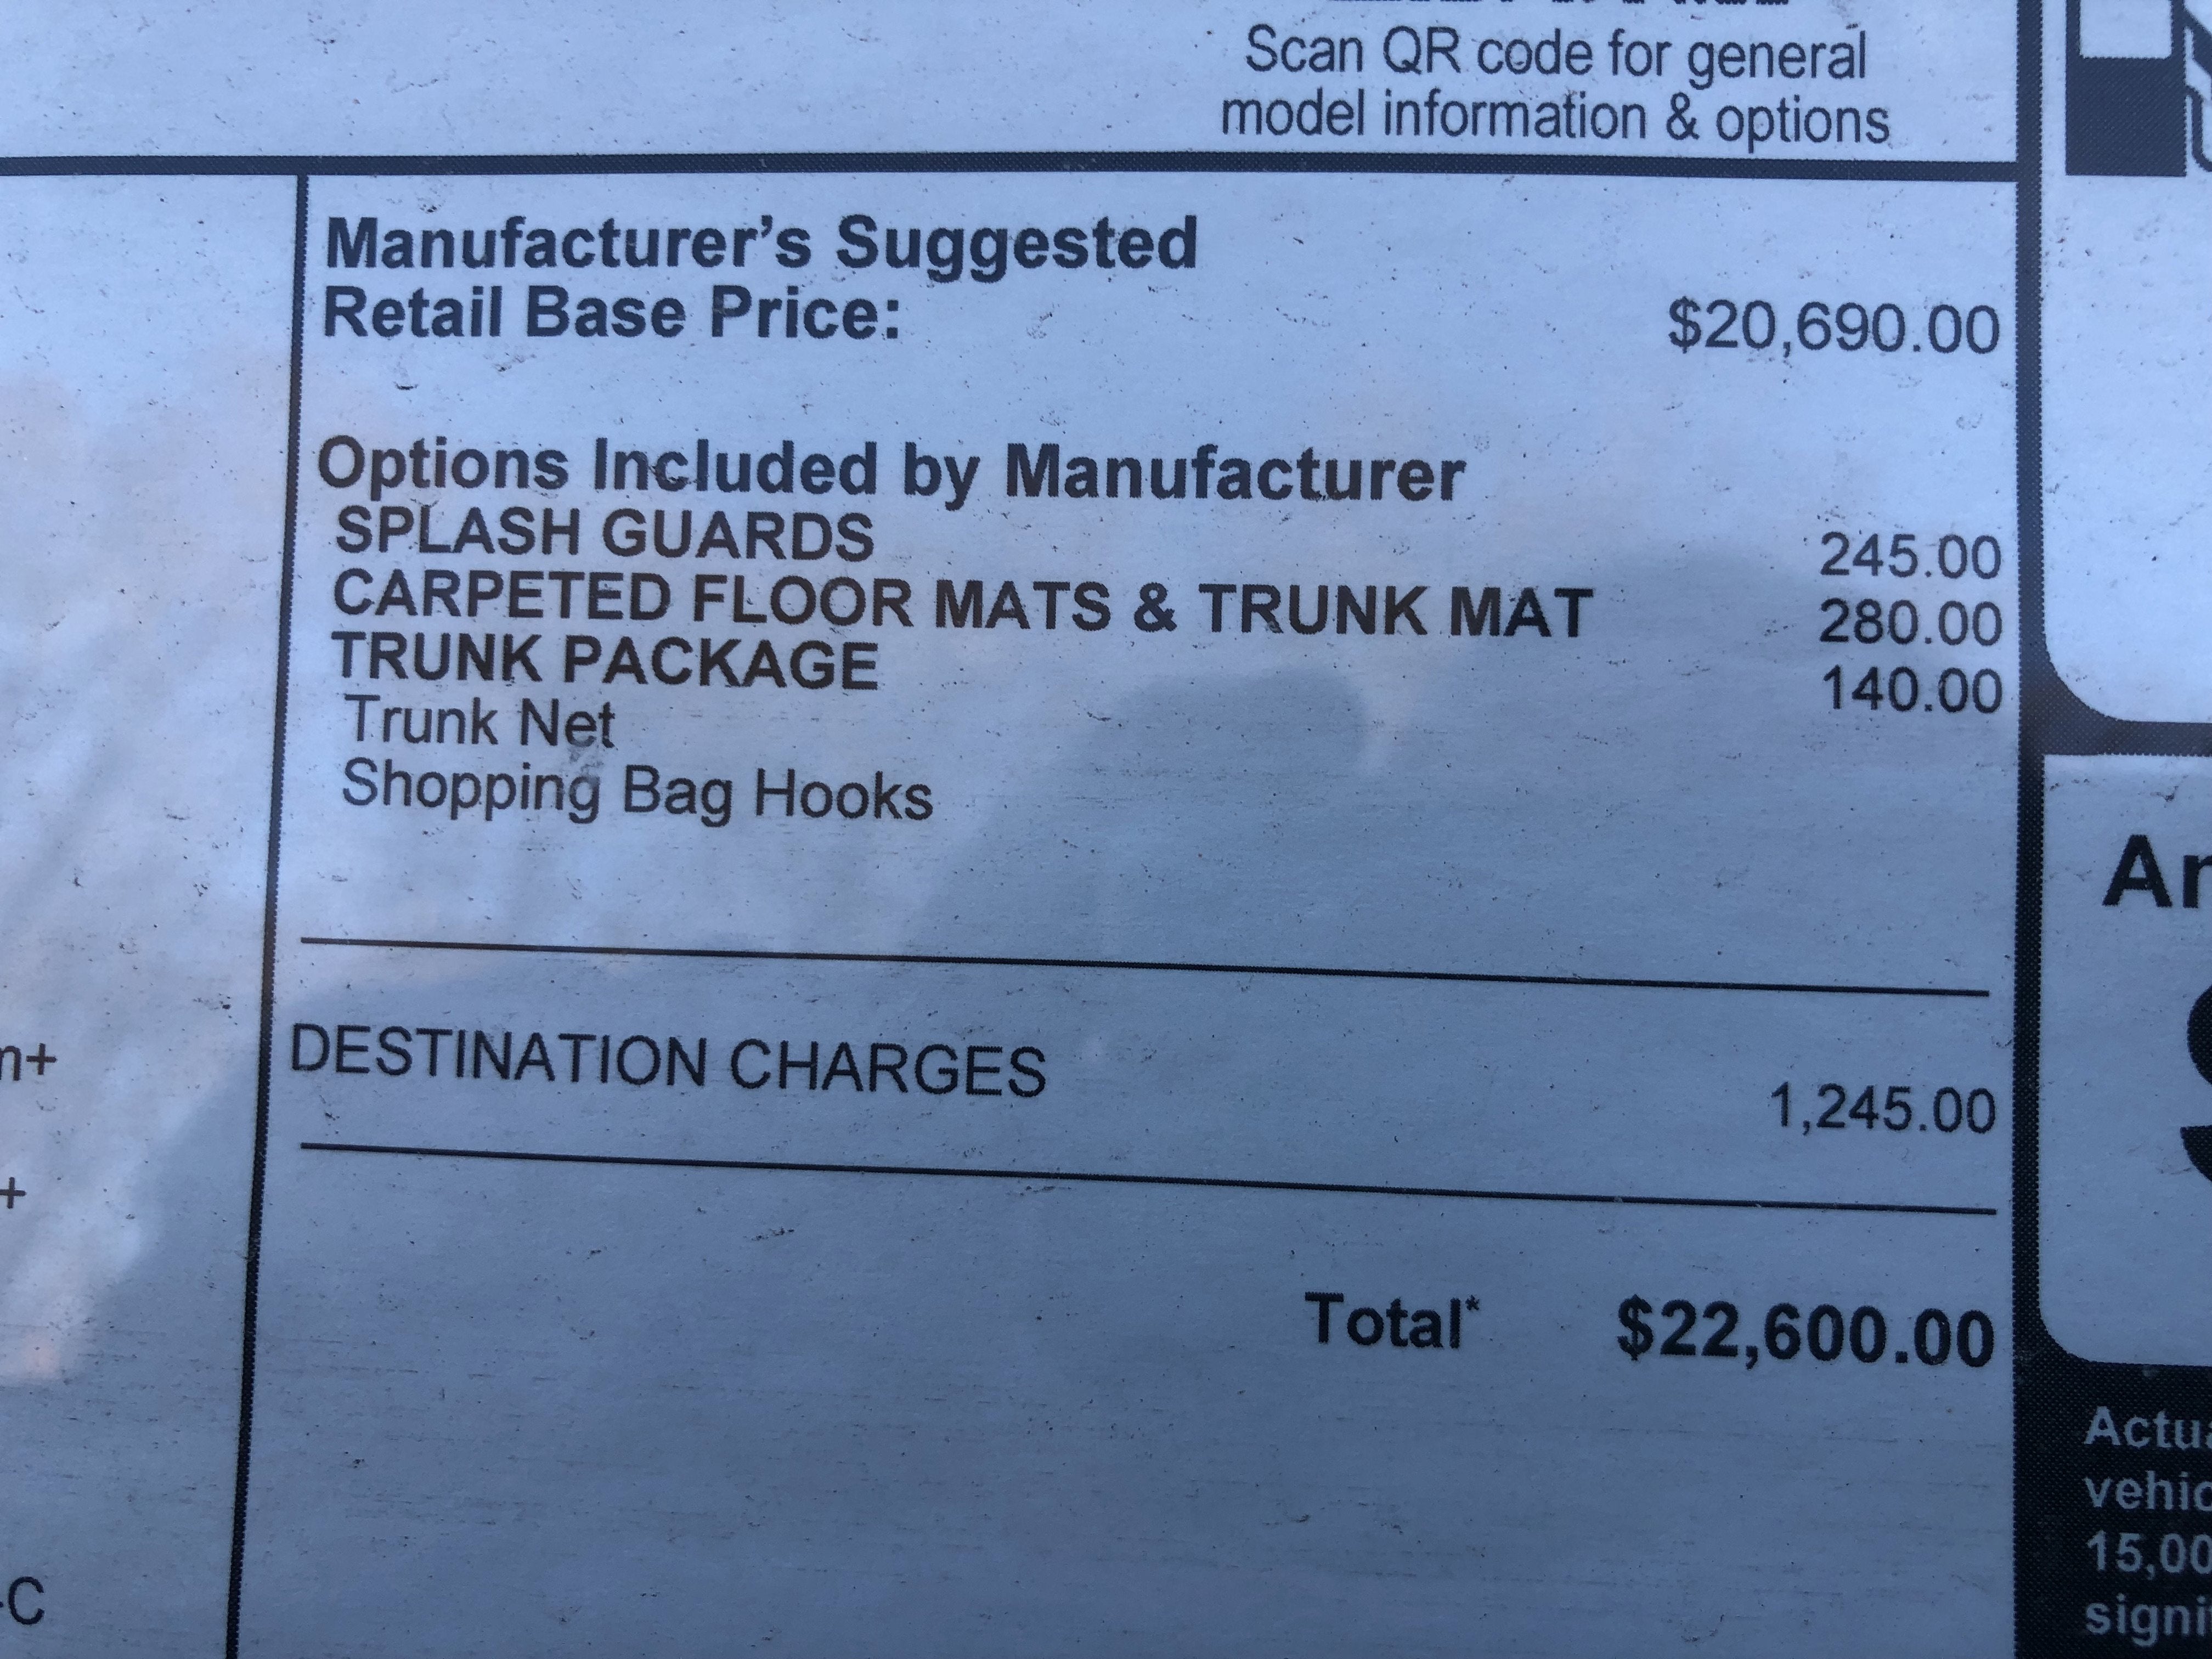 Scan QR code for general
model information & options
Manufacturer's Suggested
Retail Base Price: $20,690.00
Options Included by Manufacturer
SPLASH GUARDS 245.00
CARPETED FLOOR MATS & TRUNK MAT 280.00
TRUNK PACKAGE 140.00
Trunk Net
Shopping Bag Hooks
DESTINATION CHARGES 1,245.00
Total* $22,600.00
n+
+
-C